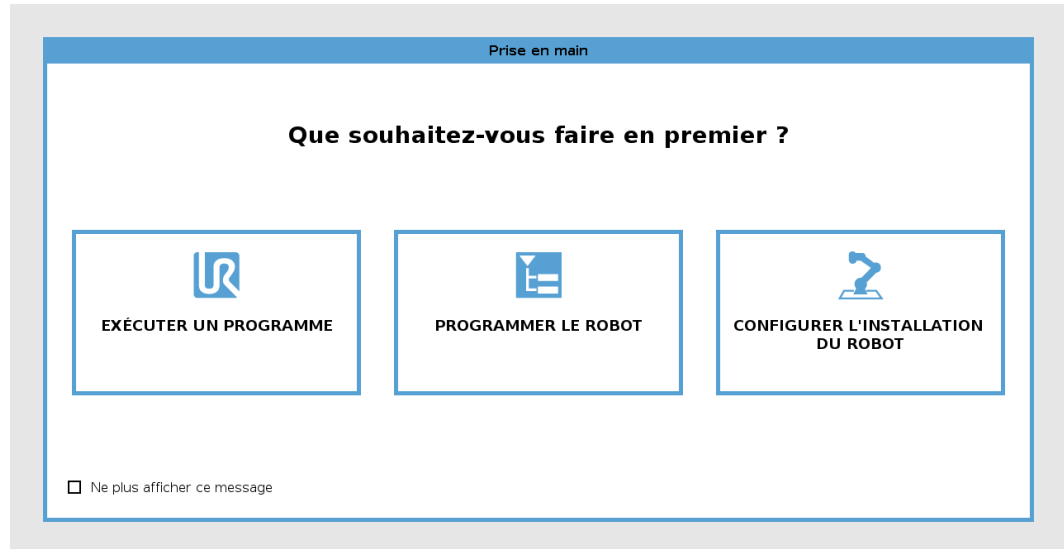 Prise en main
Que souhaitez-vous faire en premier ?
EXÉCUTER UN PROGRAMME
PROGRAMMER LE ROBOT
CONFIGURER L'INSTALLATION
DU ROBOT
Ne plus afficher ce message